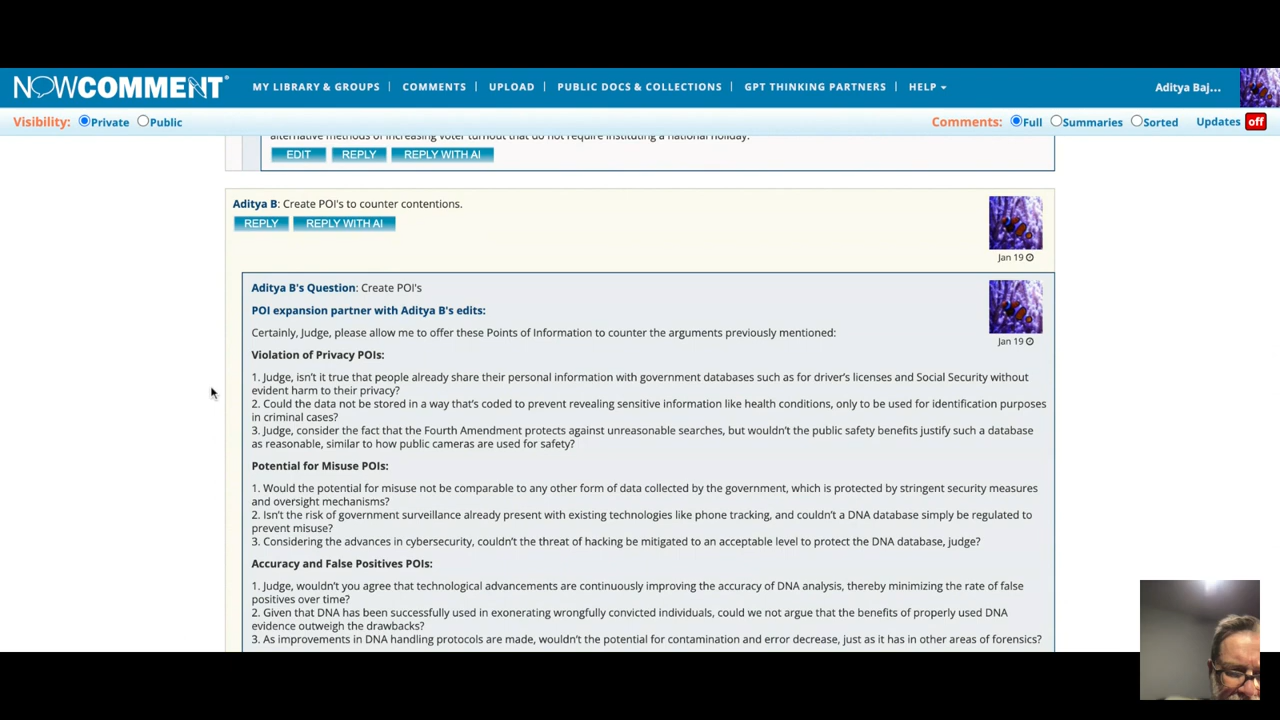 NOWCOMMENT®
MY LIBRARY & GROUPS | COMMENTS | UPLOAD | PUBLIC DOCS & COLLECTIONS | GPT THINKING PARTNERS | HELP
Aditya Baj...
Visibility: Private Public
Comments: Full Summaries Sorted Updates off
alternative methods of increasing voter turnout that do not require instituting a national holiday.
EDIT REPLY REPLY WITH AI
Aditya B: Create POI's to counter contentions.
REPLY REPLY WITH AI
Jan 19
Aditya B's Question: Create POI's
POI expansion partner with Aditya B's edits:
Certainly, Judge, please allow me to offer these Points of Information to counter the arguments previously mentioned:
Jan 19
Violation of Privacy POIs:
1. Judge, isn't it true that people already share their personal information with government databases such as for driver's licenses and Social Security without
evident harm to their privacy?
2. Could the data not be stored in a way that's coded to prevent revealing sensitive information like health conditions, only to be used for identification purposes
in criminal cases?
3. Judge, consider the fact that the Fourth Amendment protects against unreasonable searches, but wouldn't the public safety benefits justify such a database
as reasonable, similar to how public cameras are used for safety?
Potential for Misuse POIs:
1. Would the potential for misuse not be comparable to any other form of data collected by the government, which is protected by stringent security measures
and oversight mechanisms?
2. Isn't the risk of government surveillance already present with existing technologies like phone tracking, and couldn't a DNA database simply be regulated to
prevent misuse?
3. Considering the advances in cybersecurity, couldn't the threat of hacking be mitigated to an acceptable level to protect the DNA database, judge?
Accuracy and False Positives POIs:
1. Judge, wouldn't you agree that technological advancements are continuously improving the accuracy of DNA analysis, thereby minimizing the rate of false
positives over time?
2. Given that DNA has been successfully used in exonerating wrongfully convicted individuals, could we not argue that the benefits of properly used DNA
evidence outweigh the drawbacks?
3. As improvements in DNA handling protocols are made, wouldn't the potential for contamination and error decrease, just as it has in other areas of forensics?